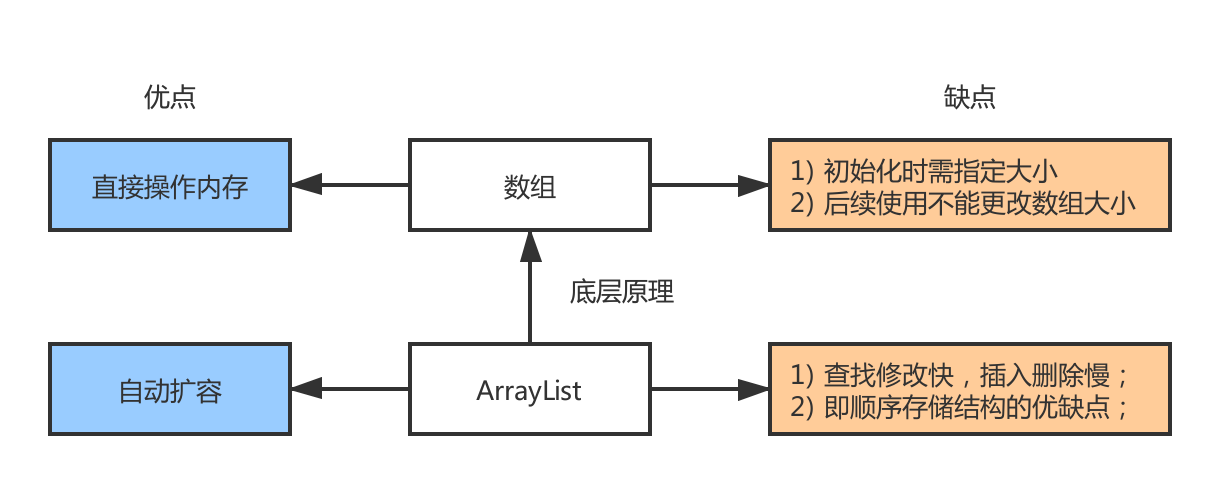 优点
缺点
直接操作内存
数组
1) 初始化时需指定大小
2) 后续使用不能更改数组大小
底层原理
自动扩容
ArrayList
1) 查找修改快，插入删除慢；
2) 即顺序存储结构的优缺点；